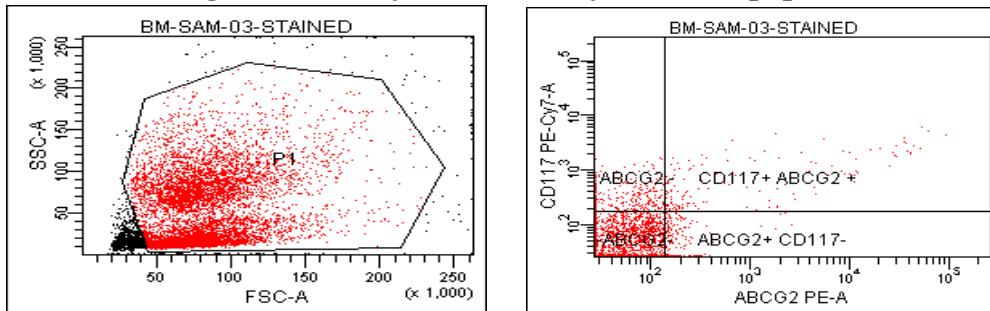 BM-SAM-03-STAINED
(x 1,000)
250
200
150
100
50
SSC-A
P1
50 100 150 200 250
FSC-A
(x 1,000)
BM-SAM-03-STAINED
CD117 PE-Cy7-A
10^5
10^4
10^3
10^2
ABCG2- CD117+ ABCG2 +
ABCG2- ABCG2+ CD117-
10^2 10^3 10^4 10^5
ABCG2 PE-A